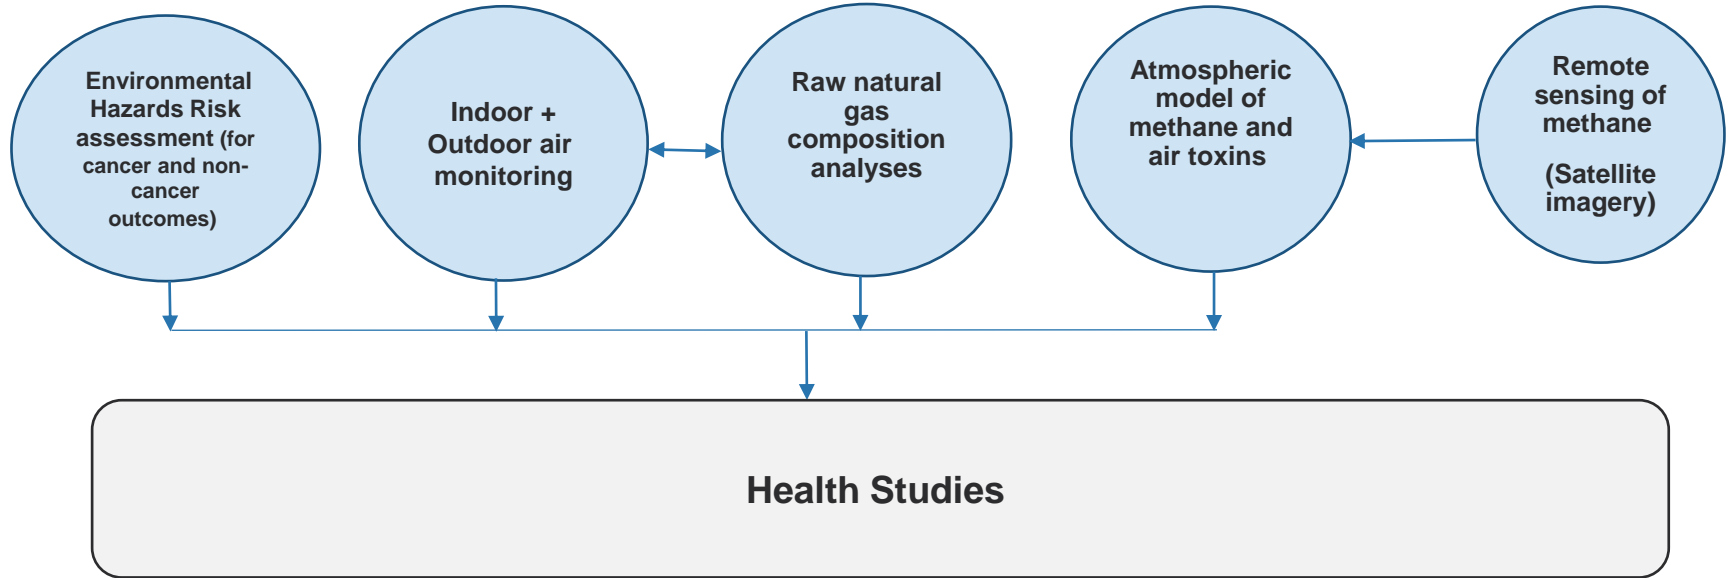 Environmental
Hazards Risk
assessment (for
cancer and non-
cancer
outcomes)
Indoor +
Outdoor air
monitoring
Raw natural
gas
composition
analyses
Atmospheric
model of
methane and
air toxins
Remote
sensing of
methane
(Satellite
imagery)
Health Studies